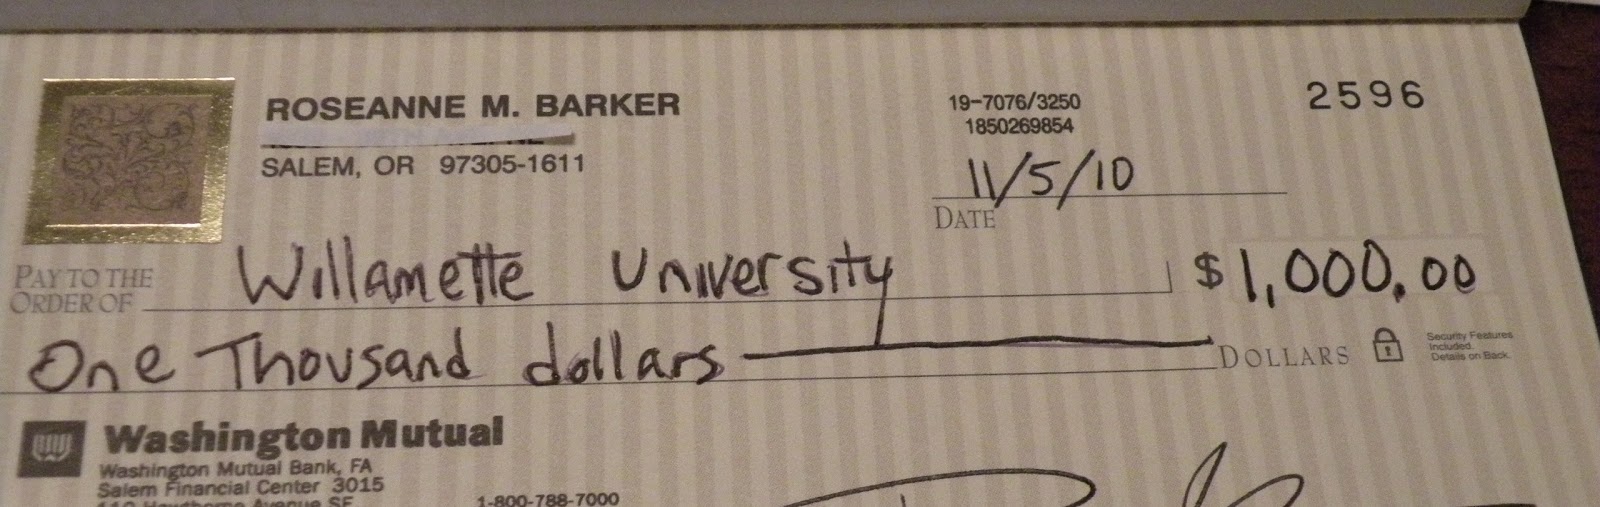 ROSEANNE M. BARKER
SALEM, OR 97305-1611
19-7076/3250
1850269854
2596
11/5/10
DATE
PAY TO THE
ORDER OF Willamette University $1,000.00
One Thousand dollars DOLLARS
Security Features
Included.
Details on Back.
Washington Mutual
Washington Mutual Bank, FA
Salem Financial Center 3015
1-800-788-7000